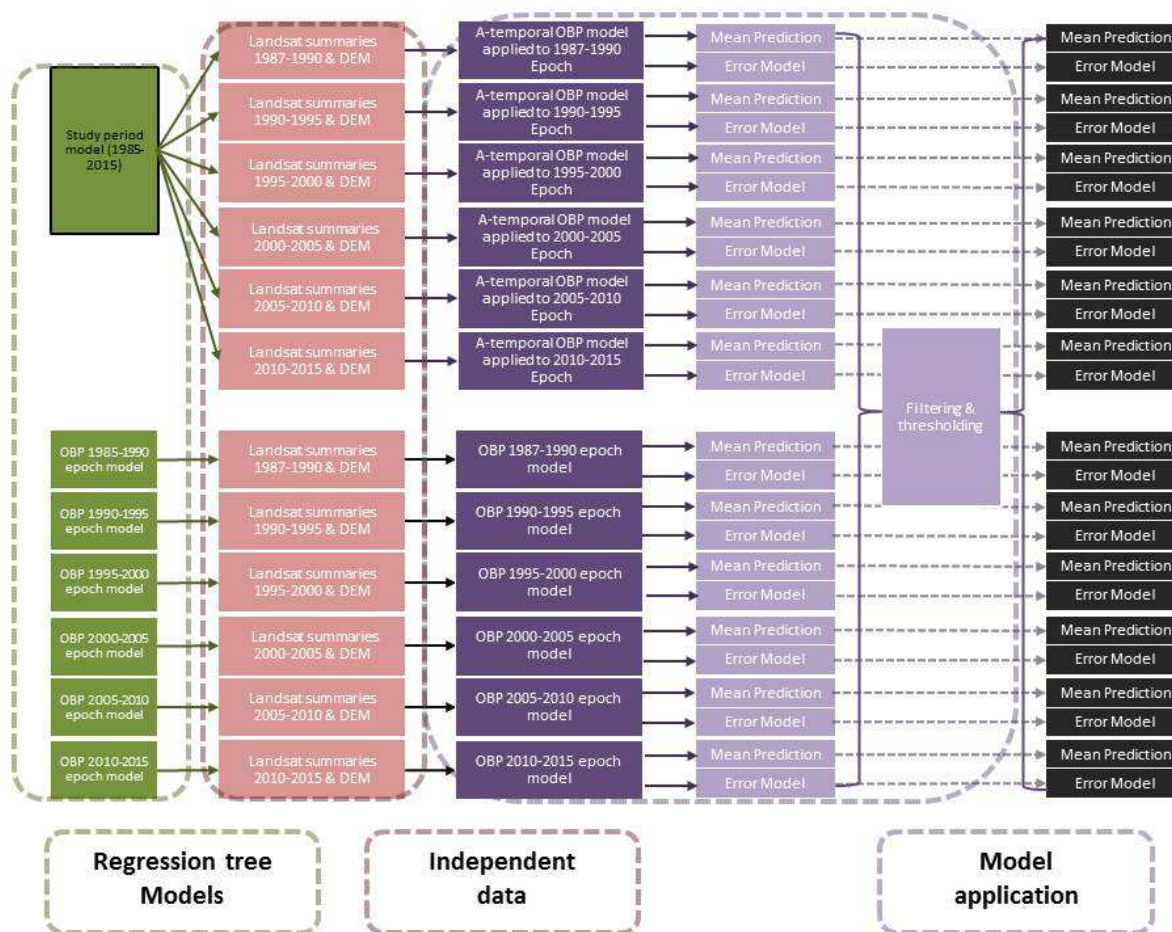 Study period
model (1985-
2015)
Landsat summaries
1987-1990 & DEM
A-temporal OBP model
applied to 1987-1990
Epoch
Mean Prediction
Error Model
Mean Prediction
Error Model
Landsat summaries
1990-1995 & DEM
A-temporal OBP model
applied to 1990-1995
Epoch
Mean Prediction
Error Model
Mean Prediction
Error Model
Landsat summaries
1995-2000 & DEM
A-temporal OBP model
applied to 1995-2000
Epoch
Mean Prediction
Error Model
Mean Prediction
Error Model
Landsat summaries
2000-2005 & DEM
A-temporal OBP model
applied to 2000-2005
Epoch
Mean Prediction
Error Model
Mean Prediction
Error Model
Landsat summaries
2005-2010 & DEM
A-temporal OBP model
applied to 2005-2010
Epoch
Mean Prediction
Error Model
Mean Prediction
Error Model
Landsat summaries
2010-2015 & DEM
A-temporal OBP model
applied to 2010-2015
Epoch
Mean Prediction
Error Model
Mean Prediction
Error Model
Filtering &
thresholding
OBP 1985-1990
epoch model
Landsat summaries
1987-1990 & DEM
OBP 1987-1990 epoch
model
Mean Prediction
Error Model
Mean Prediction
Error Model
OBP 1990-1995
epoch model
Landsat summaries
1990-1995 & DEM
OBP 1990-1995 epoch
model
Mean Prediction
Error Model
Mean Prediction
Error Model
OBP 1995-2000
epoch model
Landsat summaries
1995-2000 & DEM
OBP 1995-2000 epoch
model
Mean Prediction
Error Model
Mean Prediction
Error Model
OBP 2000-2005
epoch model
Landsat summaries
2000-2005 & DEM
OBP 2000-2005 epoch
model
Mean Prediction
Error Model
Mean Prediction
Error Model
OBP 2005-2010
epoch model
Landsat summaries
2005-2010 & DEM
OBP 2005-2010 epoch
model
Mean Prediction
Error Model
Mean Prediction
Error Model
OBP 2010-2015
epoch model
Landsat summaries
2010-2015 & DEM
OBP 2010-2015 epoch
model
Mean Prediction
Error Model
Mean Prediction
Error Model
Regression tree
Models
Independent
data
Model
application